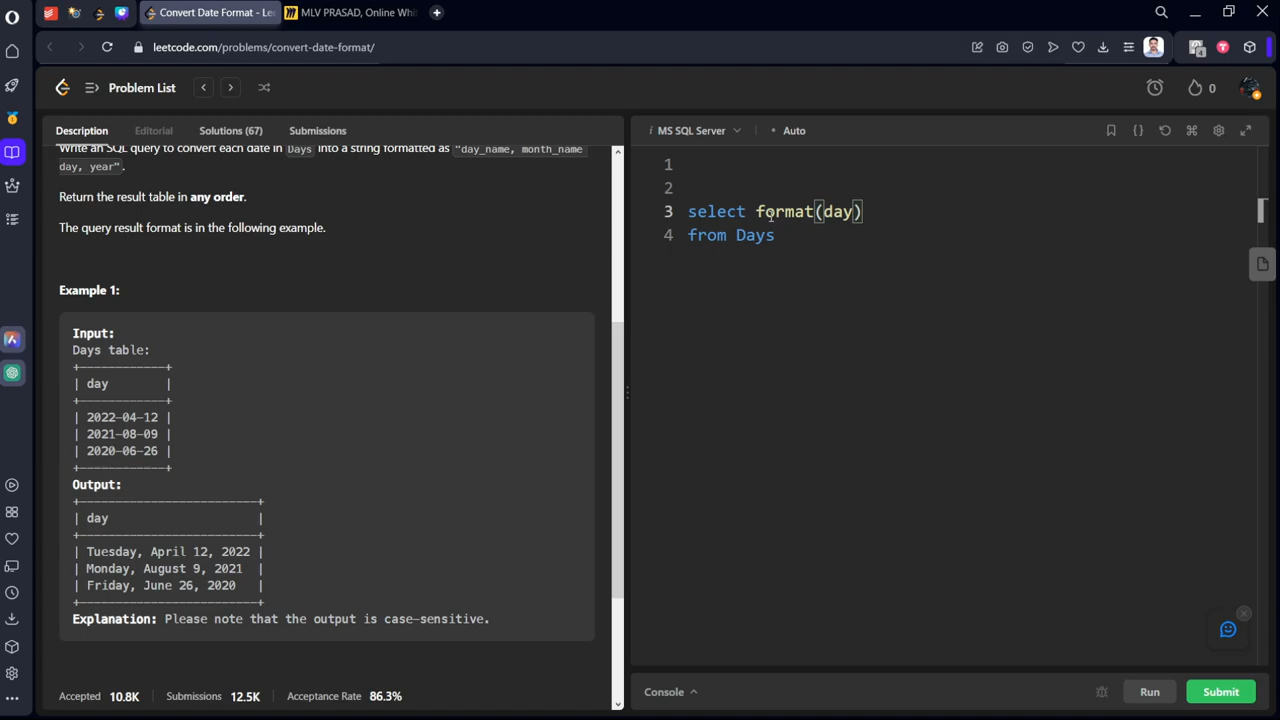 Convert Date Format - Le
MLV PRASAD, Online Whi
leetcode.com/problems/convert-date-format/
4
Problem List
0
Description
Editorial
Solutions (67)
Submissions
Write an SQL query to convert each date in Days into a string formatted as "day_name, month_name
day, year".
Return the result table in any order.
The query result format is in the following example.
Example 1:
Input:
Days table:
+------------+
| day        |
+------------+
| 2022-04-12 |
| 2021-08-09 |
| 2020-06-26 |
+------------+
Output:
+-------------------------+
| day                     |
+-------------------------+
| Tuesday, April 12, 2022 |
| Monday, August 9, 2021  |
| Friday, June 26, 2020   |
+-------------------------+
Explanation: Please note that the output is case-sensitive.
Accepted 10.8K | Submissions 12.5K | Acceptance Rate 86.3%
i MS SQL Server
• Auto
1
2
3 select format(day)
4 from Days
Console
Run
Submit